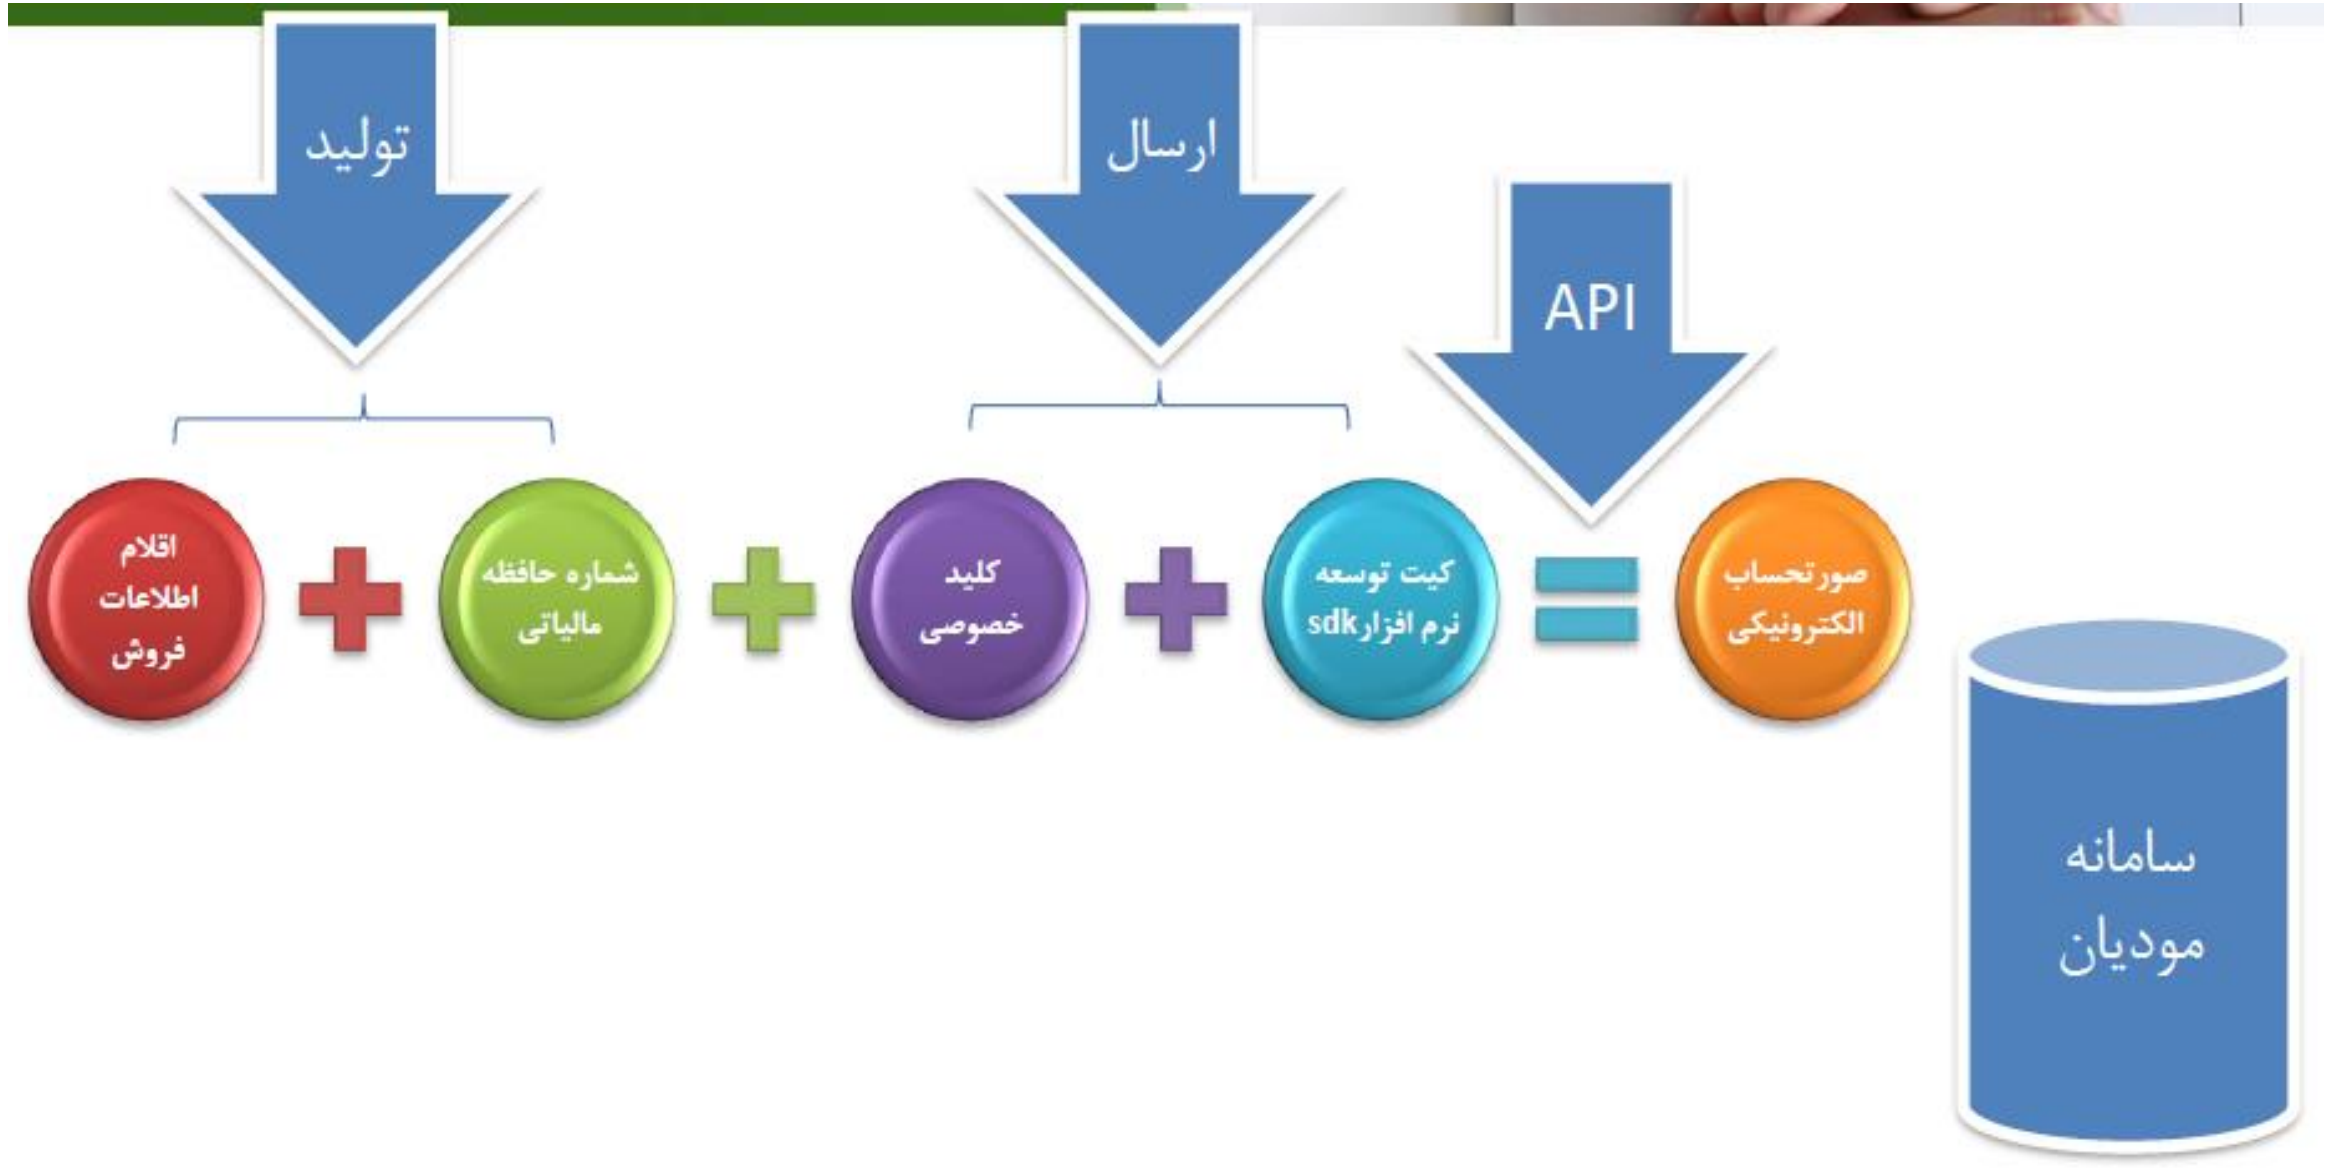 تولید
ارسال
API
اقلام
اطلاعات
فروش
شماره حافظه
مالیاتی
کلید
خصوصی
کیت توسعه
نرم افزارsdk
صورتحساب
الکترونیکی
سامانه
مودیان